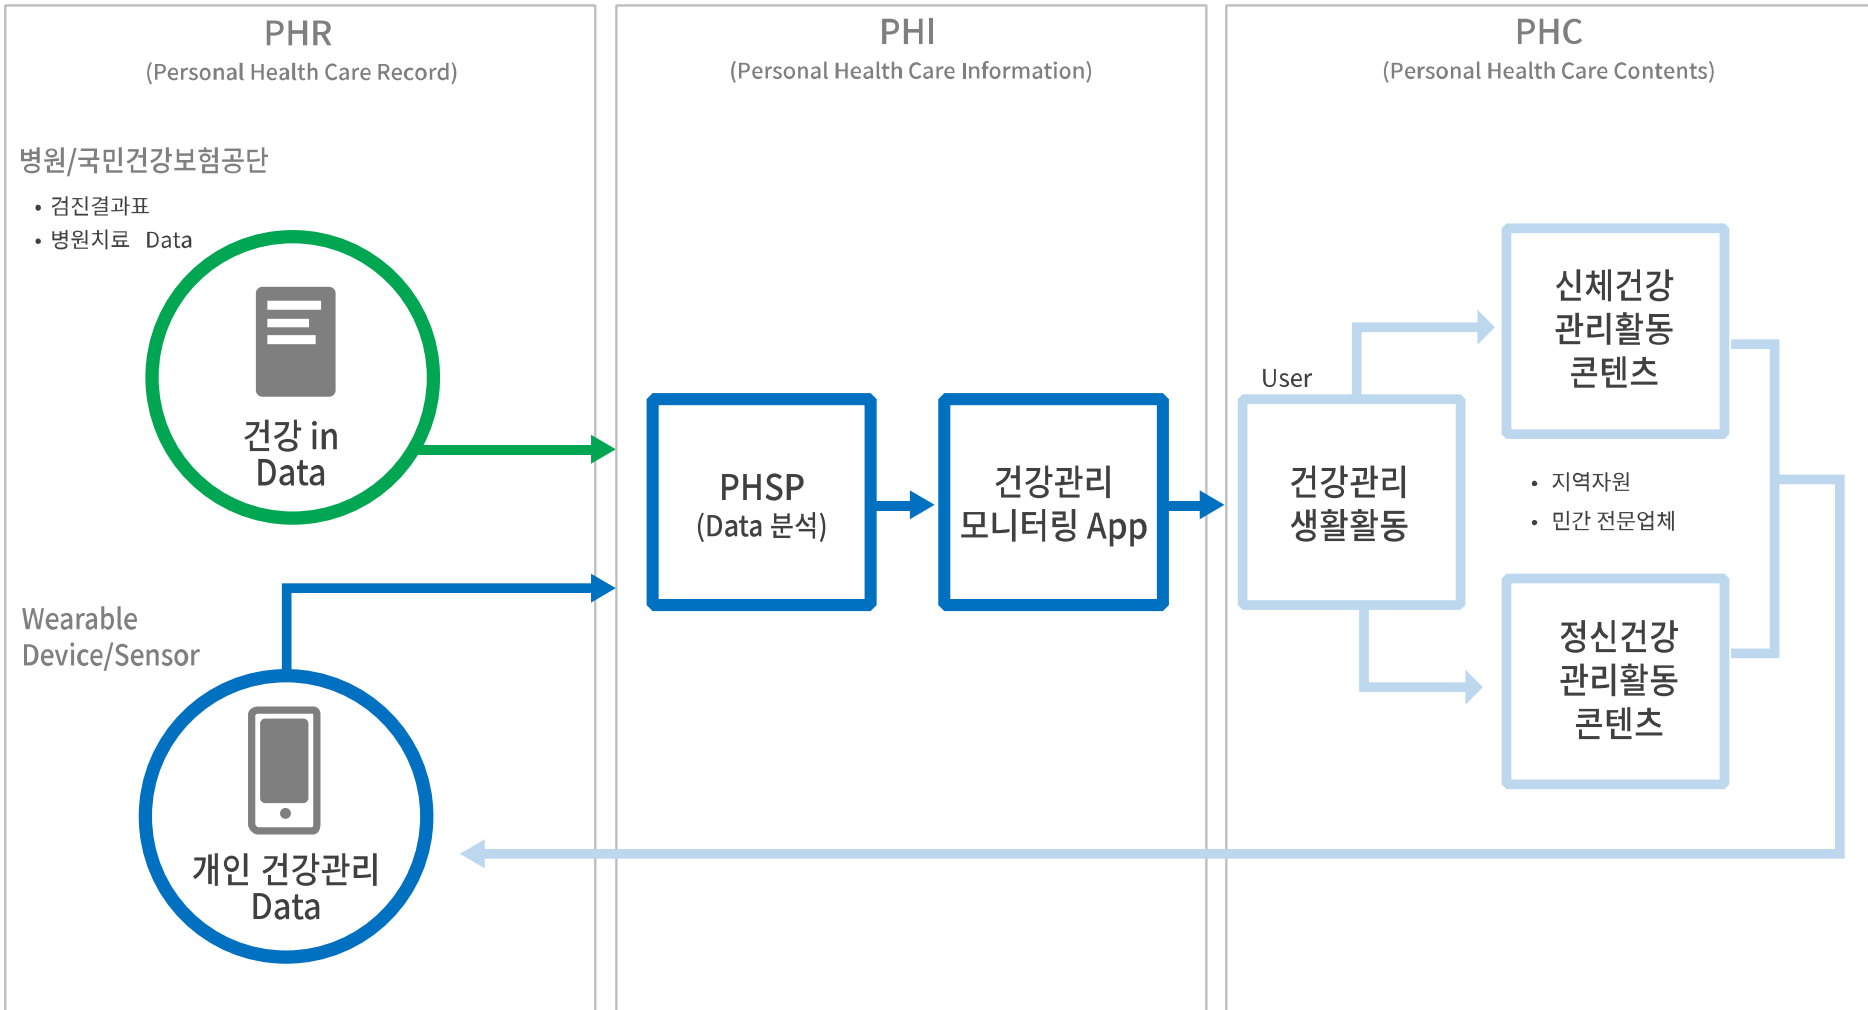 PHR
(Personal Health Care Record)
병원/국민건강보험공단
• 검진결과표
• 병원치료 Data
건강 in
Data
Wearable
Device/Sensor
개인 건강관리
Data
PHI
(Personal Health Care Information)
PHSP
(Data 분석)
건강관리
모니터링 App
PHC
(Personal Health Care Contents)
User
건강관리
생활활동
신체건강
관리활동
콘텐츠
• 지역자원
• 민간 전문업체
정신건강
관리활동
콘텐츠